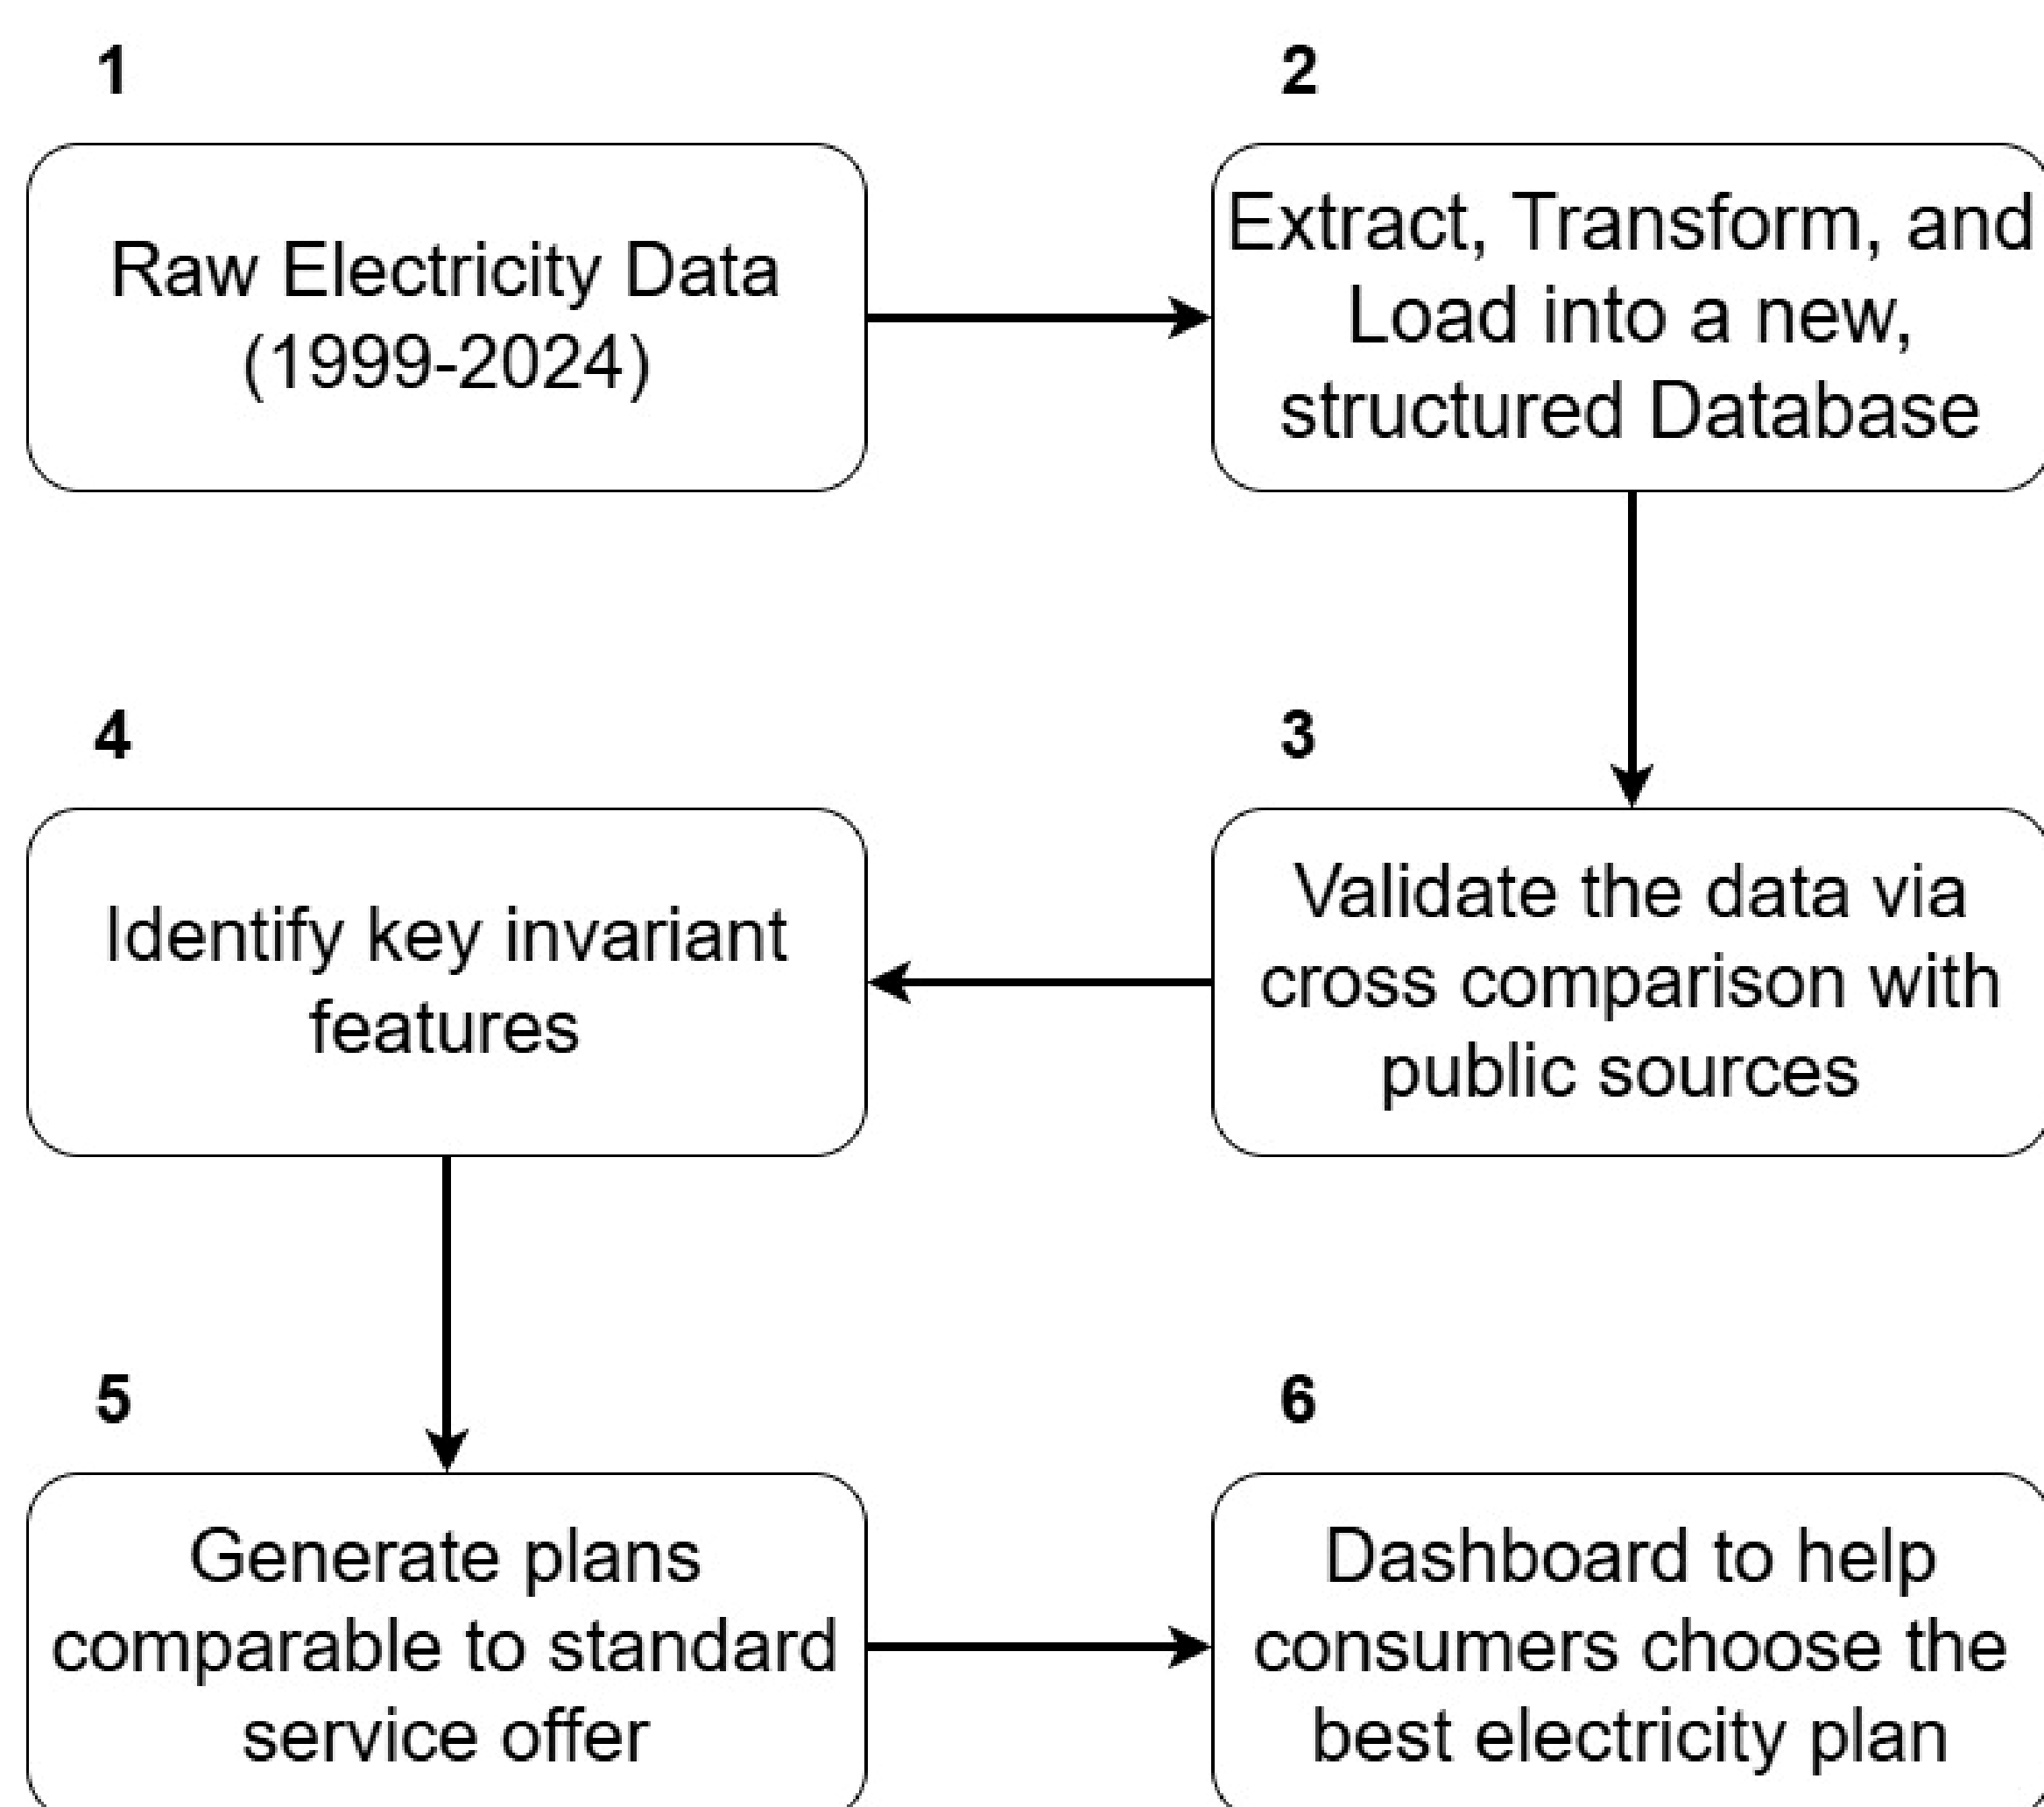 1
Raw Electricity Data
(1999-2024)
2
Extract, Transform, and
Load into a new,
structured Database
3
Validate the data via
cross comparison with
public sources
4
Identify key invariant
features
5
Generate plans
comparable to standard
service offer
6
Dashboard to help
consumers choose the
best electricity plan